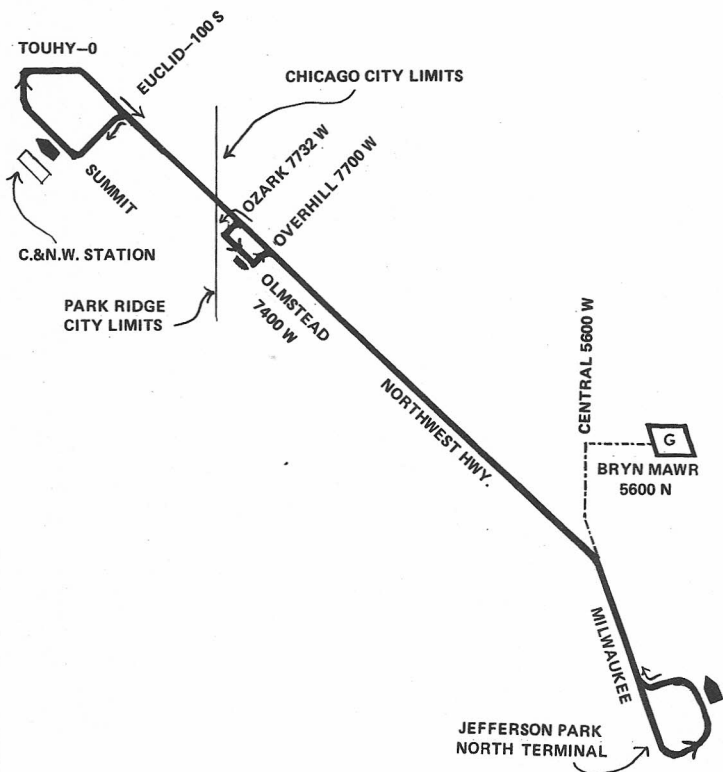 TOUHY–0
EUCLID–100 S
CHICAGO CITY LIMITS
OZARK 7732 W
OVERHILL 7700 W
SUMMIT
C.&N.W. STATION
PARK RIDGE
CITY LIMITS
OLMSTEAD
7400 W
NORTHWEST HWY.
CENTRAL 5600 W
G
BRYN MAWR
5600 N
MILWAUKEE
JEFFERSON PARK
NORTH TERMINAL